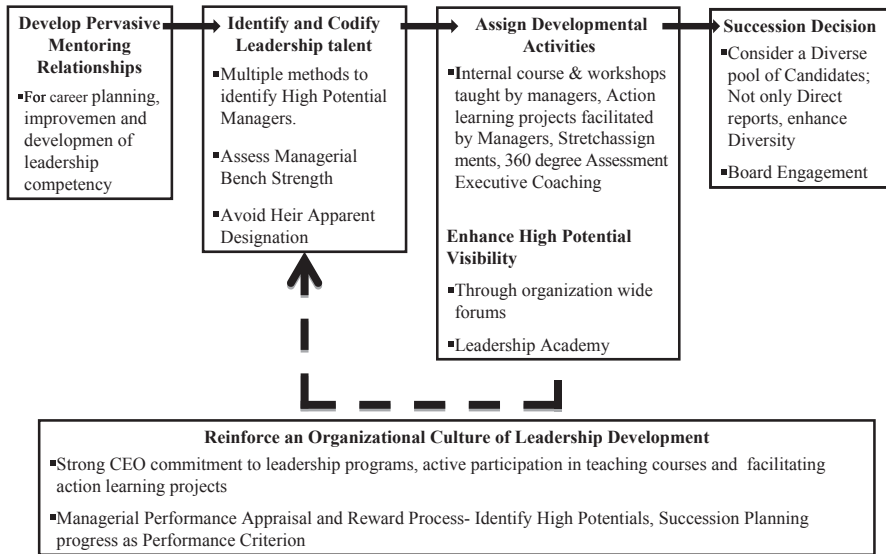 Develop Pervasive
Mentoring
Relationships
▪For career planning,
improvemen and
developmen of
leadership
competency
Identify and Codify
Leadership talent
▪Multiple methods to
identify High Potential
Managers.
▪Assess Managerial
Bench Strength
▪Avoid Heir Apparent
Designation
Assign Developmental
Activities
▪Internal course & workshops
taught by managers, Action
learning projects facilitated
by Managers, Stretchassign
ments, 360 degree Assessment
Executive Coaching
Enhance High Potential
Visibility
▪Through organization wide
forums
▪Leadership Academy
Succession Decision
▪Consider a Diverse
pool of Candidates;
Not only Direct
reports, enhance
Diversity
▪Board Engagement
Reinforce an Organizational Culture of Leadership Development
▪Strong CEO commitment to leadership programs, active participation in teaching courses and facilitating
action learning projects
▪Managerial Performance Appraisal and Reward Process- Identify High Potentials, Succession Planning
progress as Performance Criterion